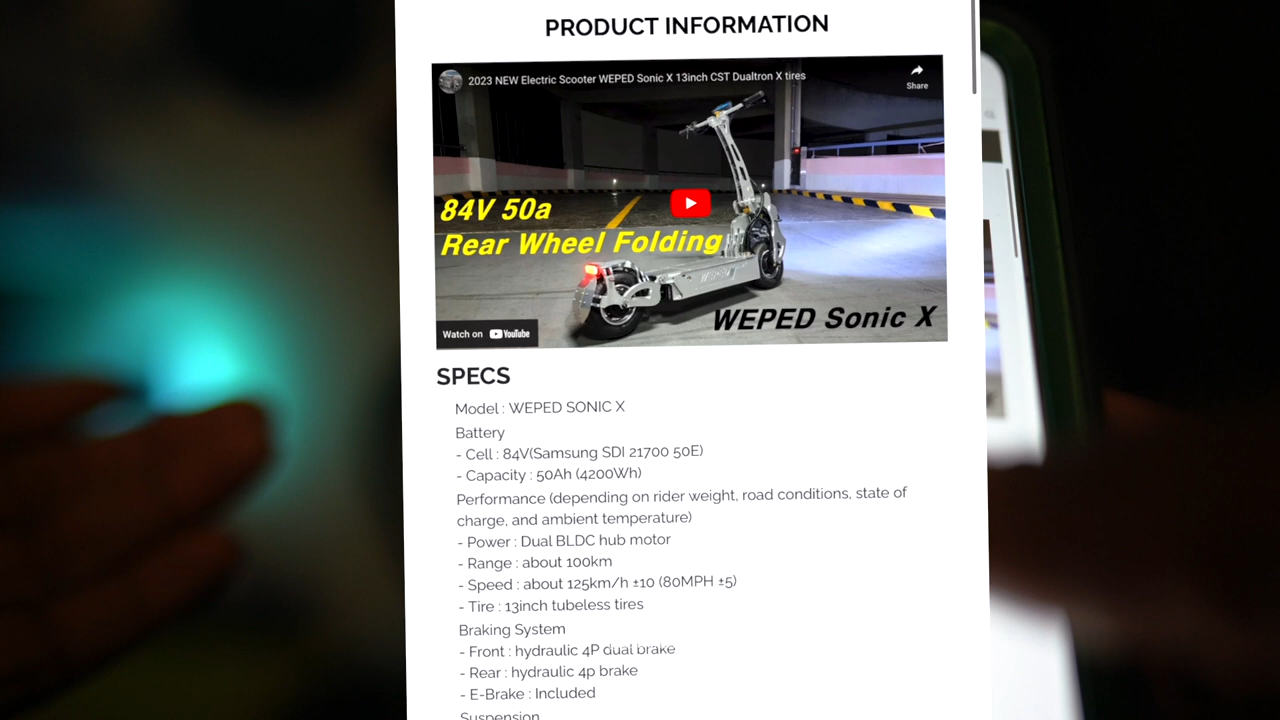 PRODUCT INFORMATION
2023 NEW Electric Scooter WEPED Sonic X 13inch CST Dualtron X tires
Share
84V 50a
Rear Wheel Folding
WEPED Sonic X
Watch on YouTube
SPECS
Model : WEPED SONIC X
Battery
- Cell : 84V(Samsung SDI 21700 50E)
- Capacity : 50Ah (4200Wh)
Performance (depending on rider weight, road conditions, state of
charge, and ambient temperature)
- Power : Dual BLDC hub motor
- Range : about 100km
- Speed : about 125km/h ±10 (80MPH ±5)
- Tire : 13inch tubeless tires
Braking System
- Front : hydraulic 4P dual brake
- Rear : hydraulic 4p brake
- E-Brake : Included
Suspension